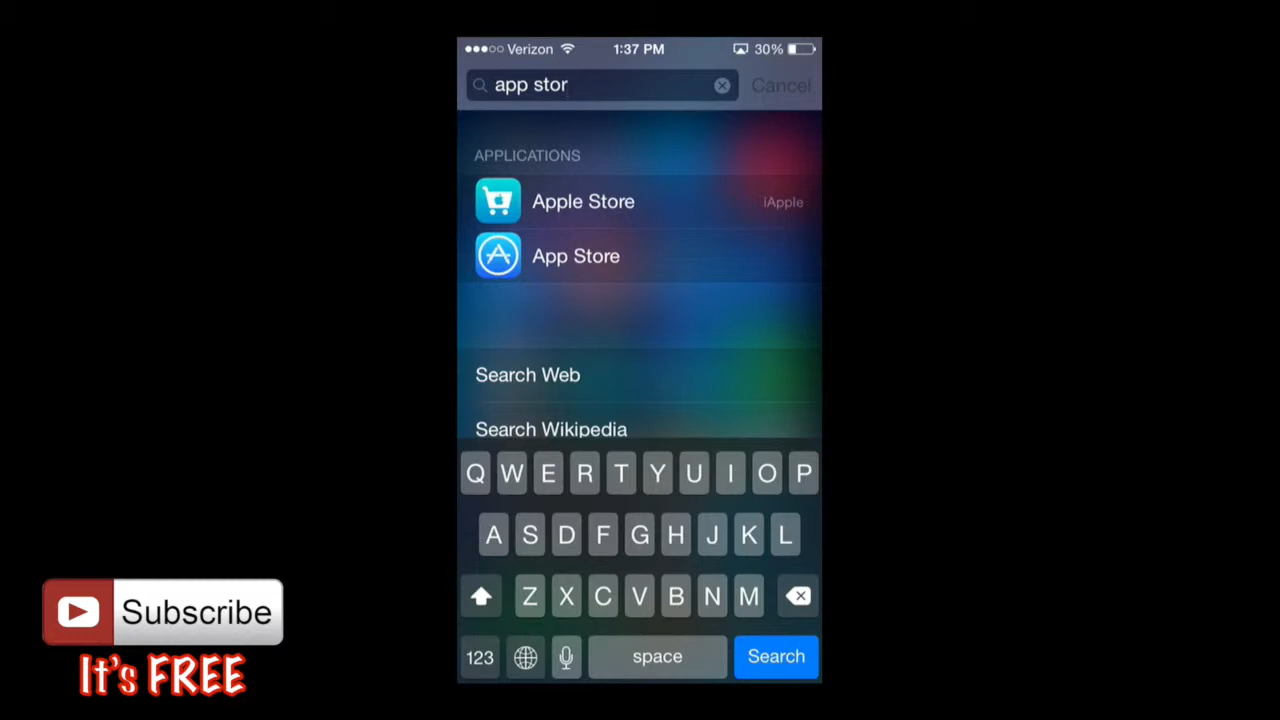 Verizon 1:37 PM 30%
app stor Cancel
APPLICATIONS
Apple Store iApple
App Store
Search Web
Search Wikipedia
Q W E R T Y U I O P
A S D F G H J K L
Z X C V B N M
123 space Search
Subscribe
It's FREE